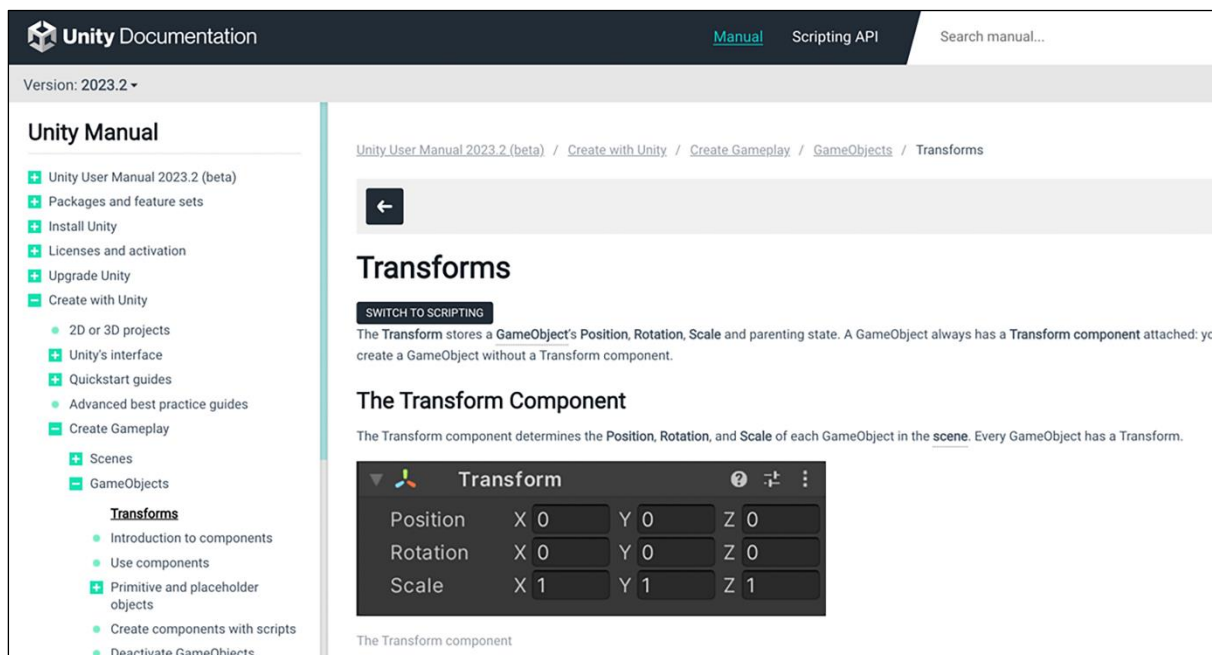 Unity Documentation
Manual
Scripting API
Search manual...
Version: 2023.2
Unity Manual
Unity User Manual 2023.2 (beta)
Packages and feature sets
Install Unity
Licenses and activation
Upgrade Unity
Create with Unity
2D or 3D projects
Unity's interface
Quickstart guides
Advanced best practice guides
Create Gameplay
Scenes
GameObjects
Transforms
Introduction to components
Use components
Primitive and placeholder
objects
Create components with scripts
Deactivate GameObjects
Unity User Manual 2023.2 (beta) / Create with Unity / Create Gameplay / GameObjects / Transforms
Transforms
SWITCH TO SCRIPTING
The Transform stores a GameObject's Position, Rotation, Scale and parenting state. A GameObject always has a Transform component attached:
create a GameObject without a Transform component.
The Transform Component
The Transform component determines the Position, Rotation, and Scale of each GameObject in the scene. Every GameObject has a Transform.
Transform
Position X 0 Y 0 Z 0
Rotation X 0 Y 0 Z 0
Scale X 1 Y 1 Z 1
The Transform component